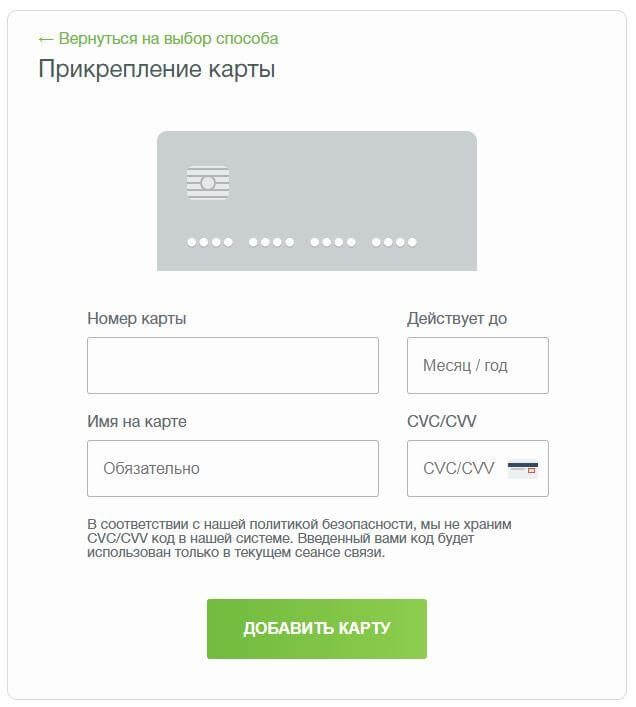 ← Вернуться на выбор способа
Прикрепление карты
Номер карты
Действует до
Месяц / год
Имя на карте
CVC/CVV
Обязательно
CVC/CVV
В соответствии с нашей политикой безопасности, мы не храним
CVC/CVV код в нашей системе. Введенный вами код будет
использован только в текущем сеансе связи.
ДОБАВИТЬ КАРТУ